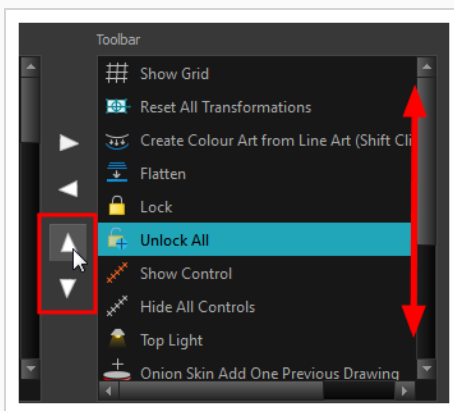 Toolbar
Show Grid
Reset All Transformations
Create Colour Art from Line Art (Shift Cli
Flatten
Lock
Unlock All
Show Control
Hide All Controls
Top Light
Onion Skin Add One Previous Drawing